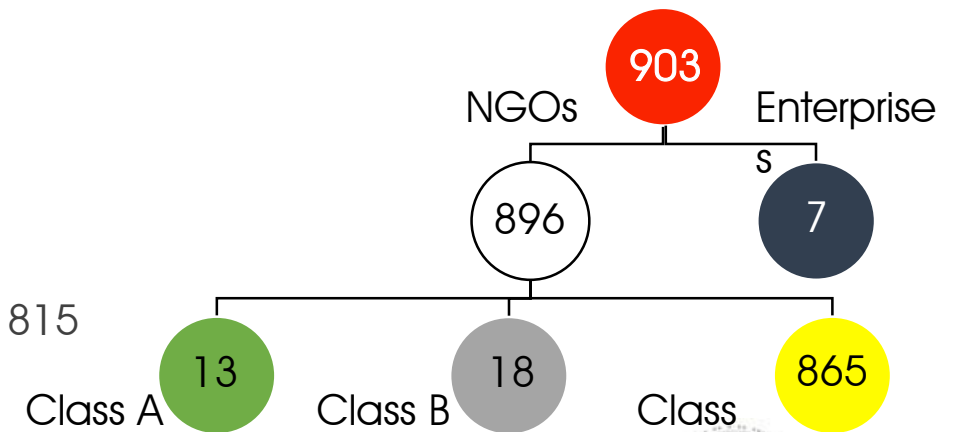 903
NGOs
Enterprise
s
896
7
815
13
18
865
Class A
Class B
Class